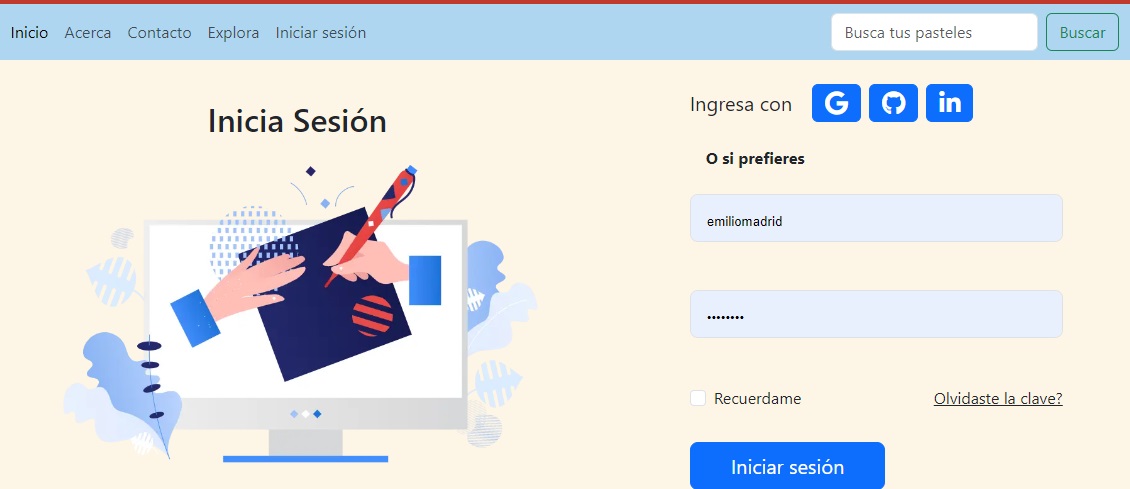 Inicio Acerca Contacto Explora Iniciar sesión Busca tus pasteles Buscar
Inicia Sesión
Ingresa con G in
O si prefieres
emiliomadrid
••••••••
Recuerdame Olvidaste la clave?
Iniciar sesión